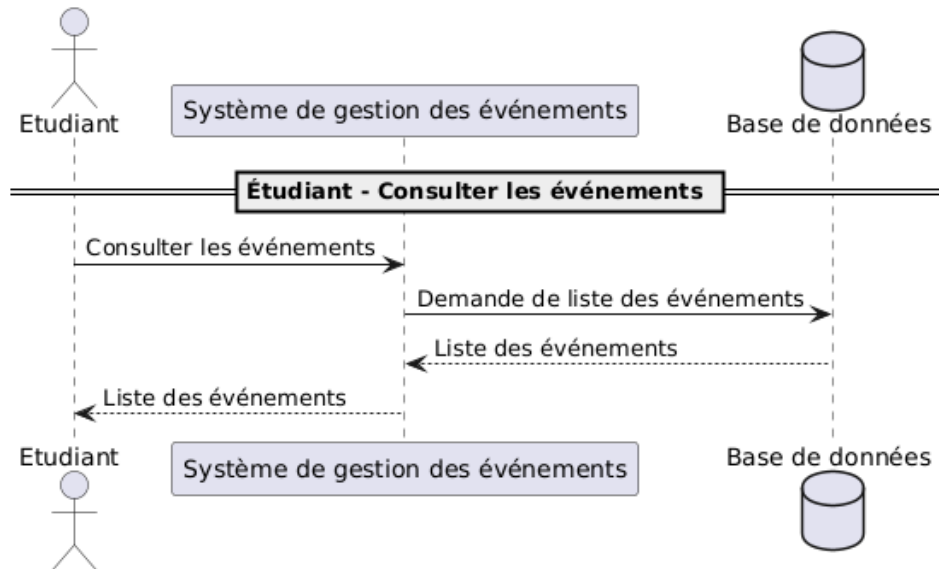 Etudiant
Système de gestion des événements
Base de données
Étudiant - Consulter les événements
Consulter les événements
Demande de liste des événements
Liste des événements
Liste des événements
Etudiant
Système de gestion des événements
Base de données